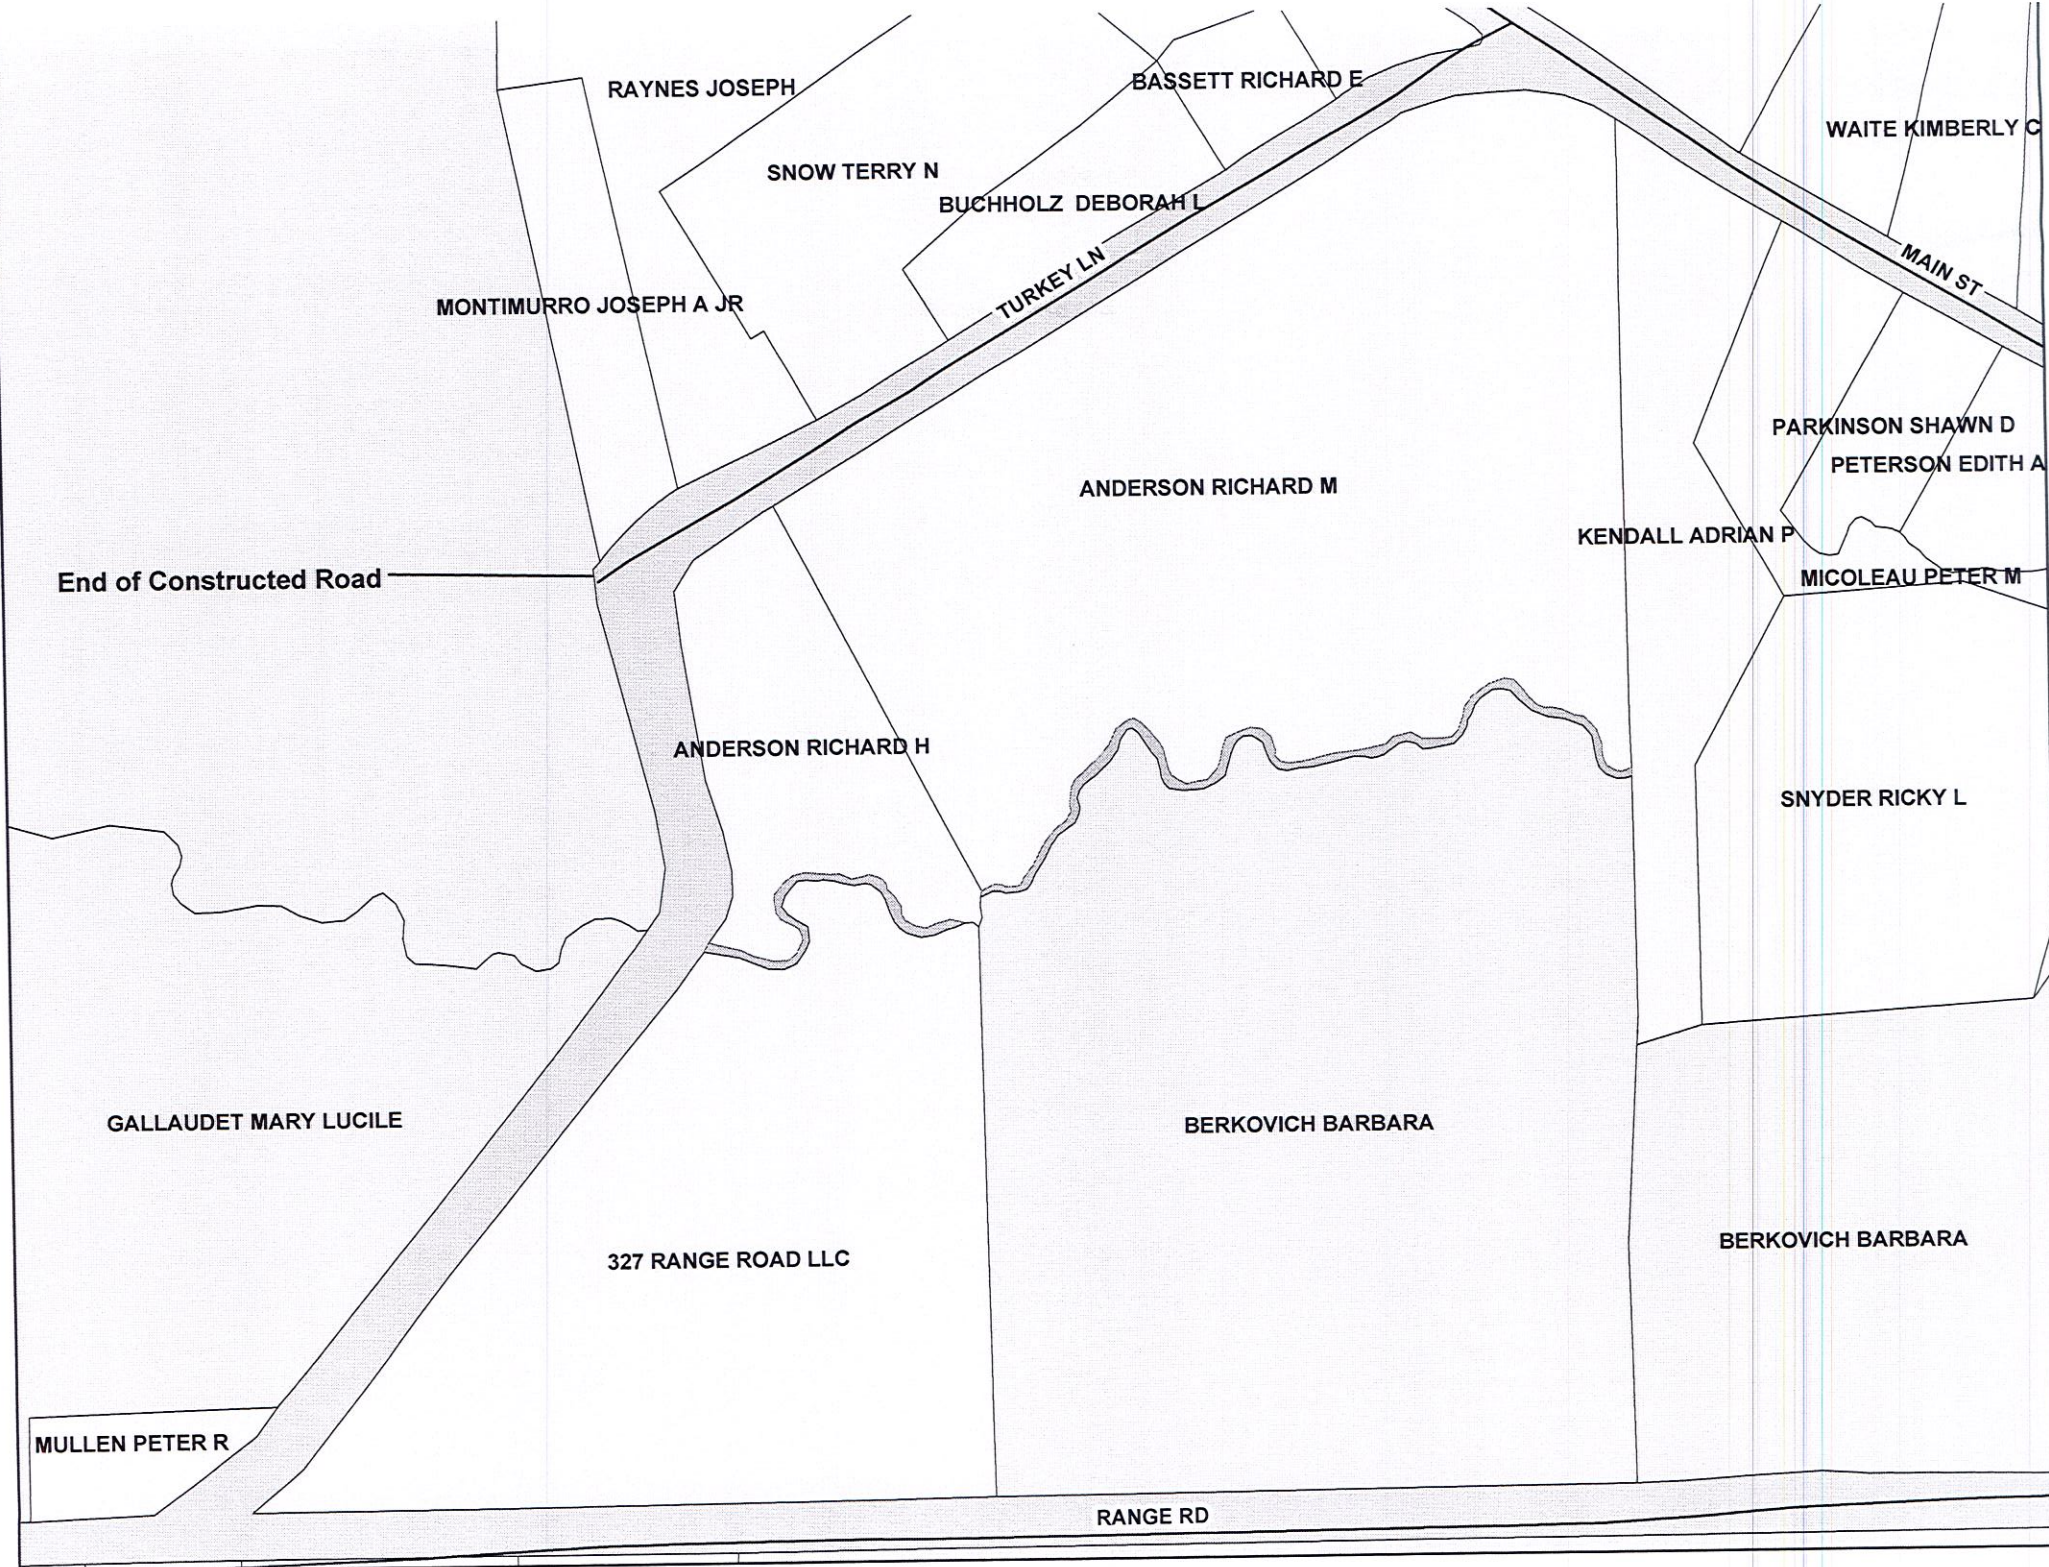 RAYNES JOSEPH
BASSETT RICHARD E
WAITE KIMBERLY C
SNOW TERRY N
BUCHHOLZ DEBORAH L
TURKEY LN
MAIN ST
MONTIMURRO JOSEPH A JR
PARKINSON SHAWN D
PETERSON EDITH A
ANDERSON RICHARD M
KENDALL ADRIAN P
End of Constructed Road
MICOLEAU PETER M
ANDERSON RICHARD H
SNYDER RICKY L
GALLAUDET MARY LUCILE
BERKOVICH BARBARA
BERKOVICH BARBARA
327 RANGE ROAD LLC
MULLEN PETER R
RANGE RD